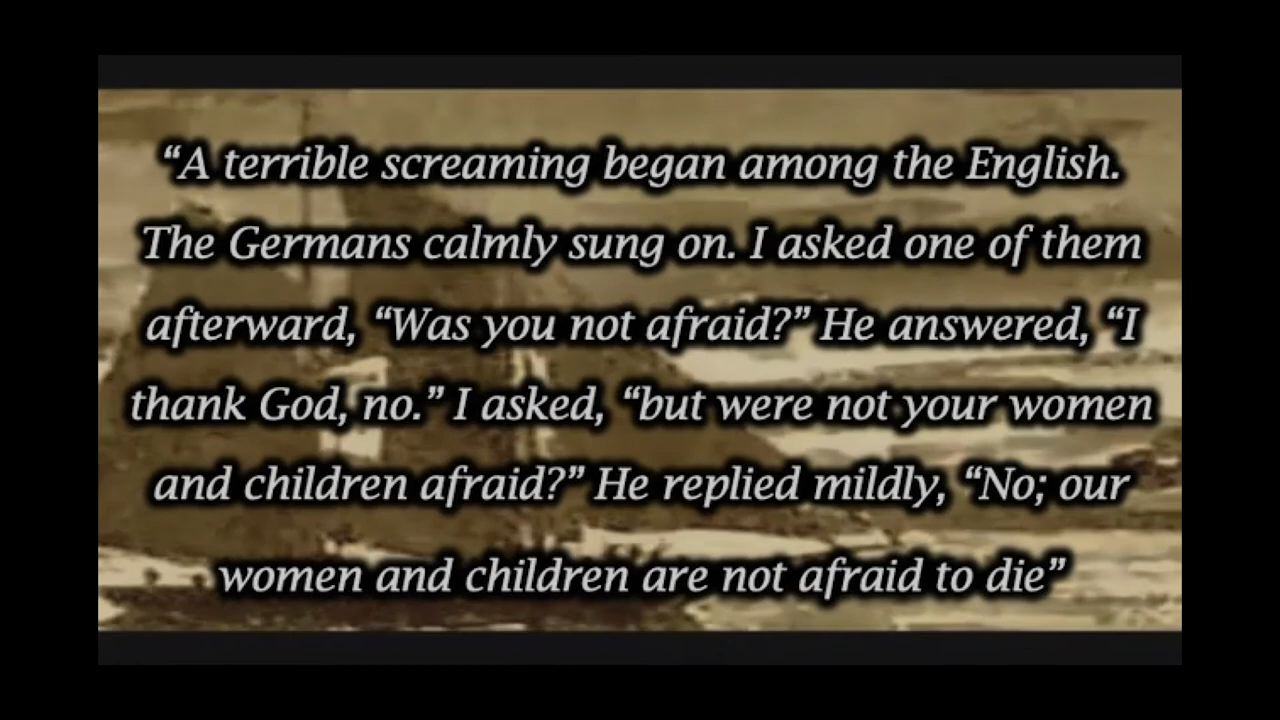 “A terrible screaming began among the English.
The Germans calmly sung on. I asked one of them
afterward, “Was you not afraid?” He answered, “I
thank God, no.” I asked, “but were not your women
and children afraid?” He replied mildly, “No; our
women and children are not afraid to die”